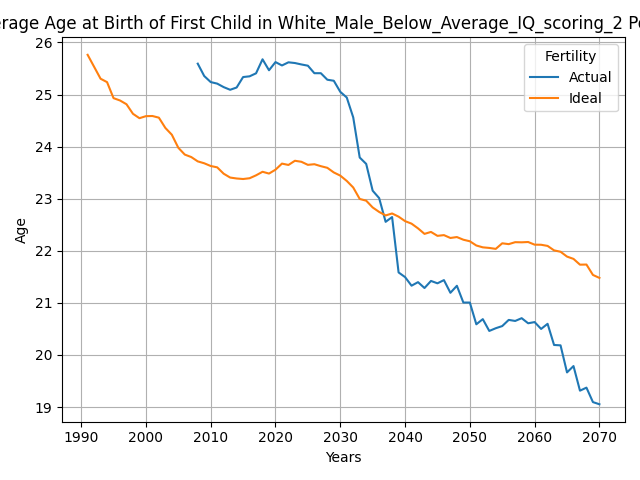 Average Age at Birth of First Child in White_Male_Below_Average_IQ_scoring_2 Po
26
25
24
23
22
21
20
19
Age
Fertility
Actual
Ideal
1990 2000 2010 2020 2030 2040 2050 2060 2070
Years